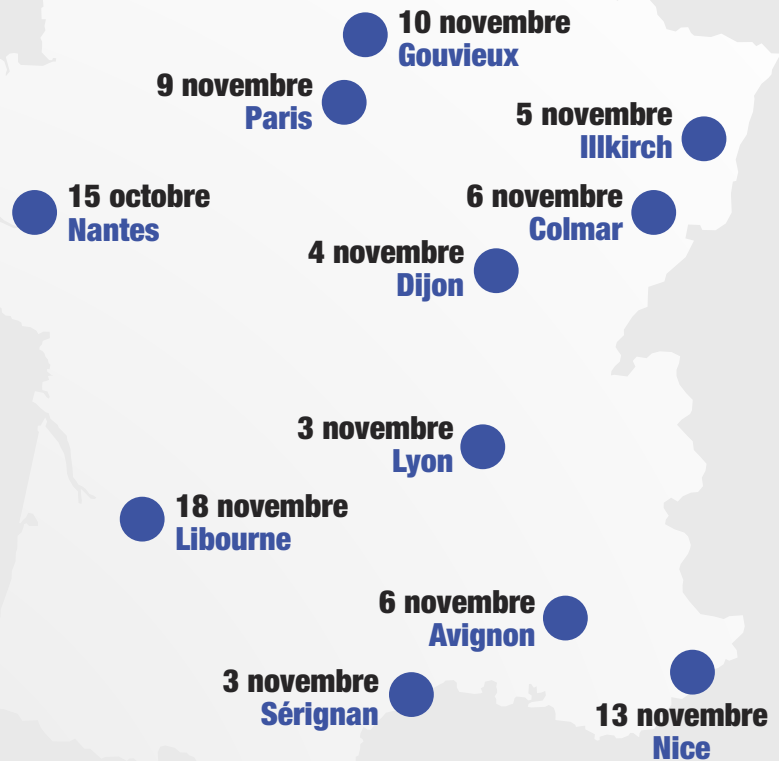 10 novembre
Gouvieux
9 novembre
Paris
5 novembre
Illkirch
15 octobre
Nantes
6 novembre
Colmar
4 novembre
Dijon
3 novembre
Lyon
18 novembre
Libourne
6 novembre
Avignon
3 novembre
Sérignan
13 novembre
Nice